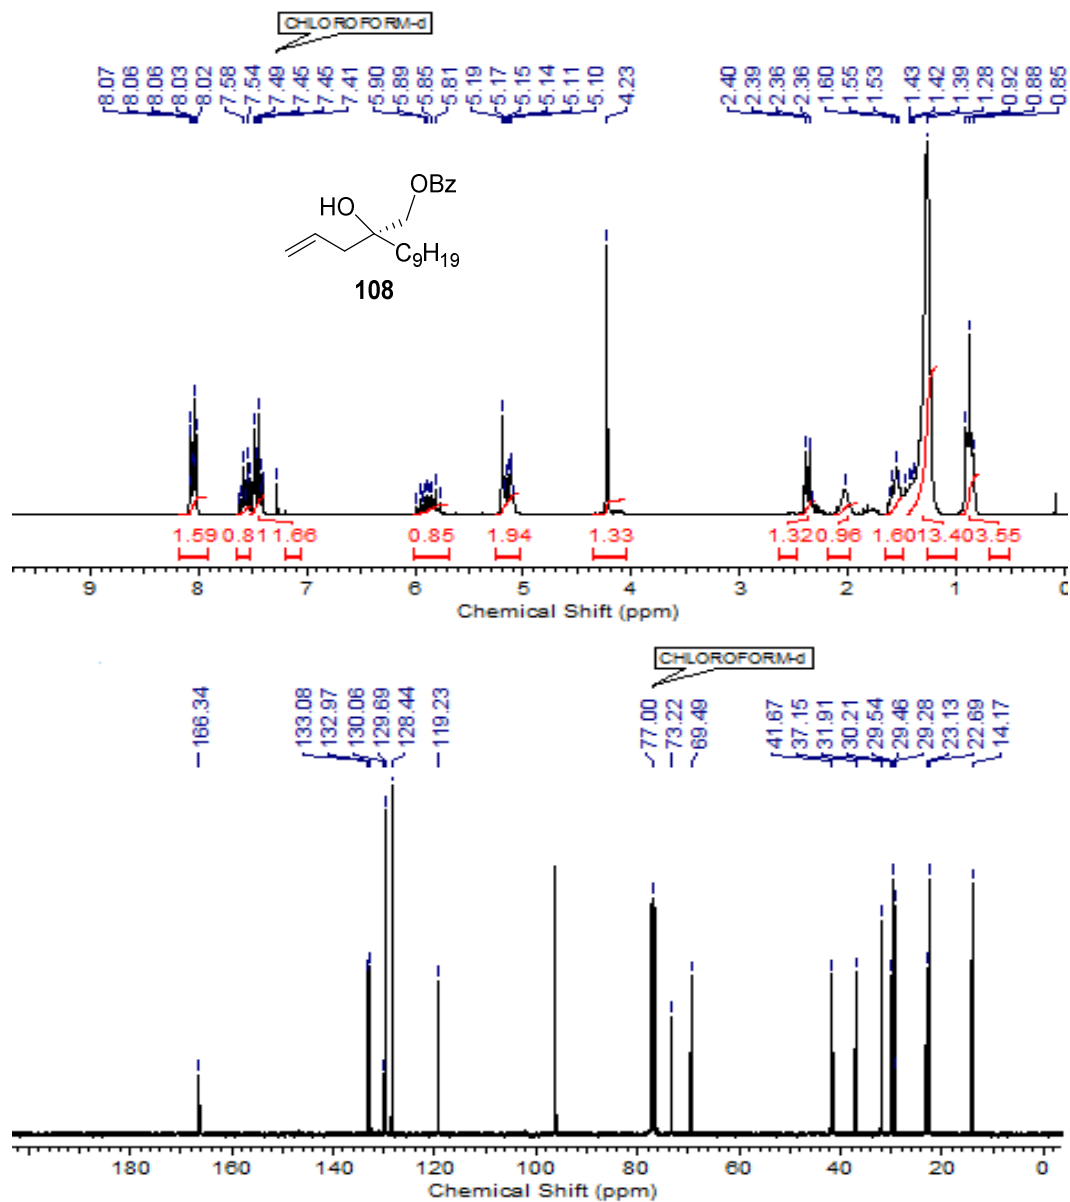 CHLOROFORM-d
8.07 8.06 8.06 8.03 8.02 7.58 7.54 7.49 7.45 7.45 7.41 5.90 5.89 5.85 5.81 5.19 5.17 5.15 5.14 5.11 5.10 4.23 2.40 2.39 2.36 2.36 1.60 1.55 1.53 1.43 1.42 1.39 1.28 0.92 0.88 0.85
OBz
HO
C9H19
108
1.59 0.81 1.66 0.85 1.94 1.33 1.32 0.96 1.60 13.40 3.55
9 8 7 6 5 4 3 2 1 0
Chemical Shift (ppm)
CHLOROFORM-d
166.34 133.08 132.97 130.06 129.69 128.44 119.23 77.00 73.22 69.49 41.67 37.15 31.91 30.21 29.54 29.46 29.28 23.13 22.69 14.17
180 160 140 120 100 80 60 40 20 0
Chemical Shift (ppm)